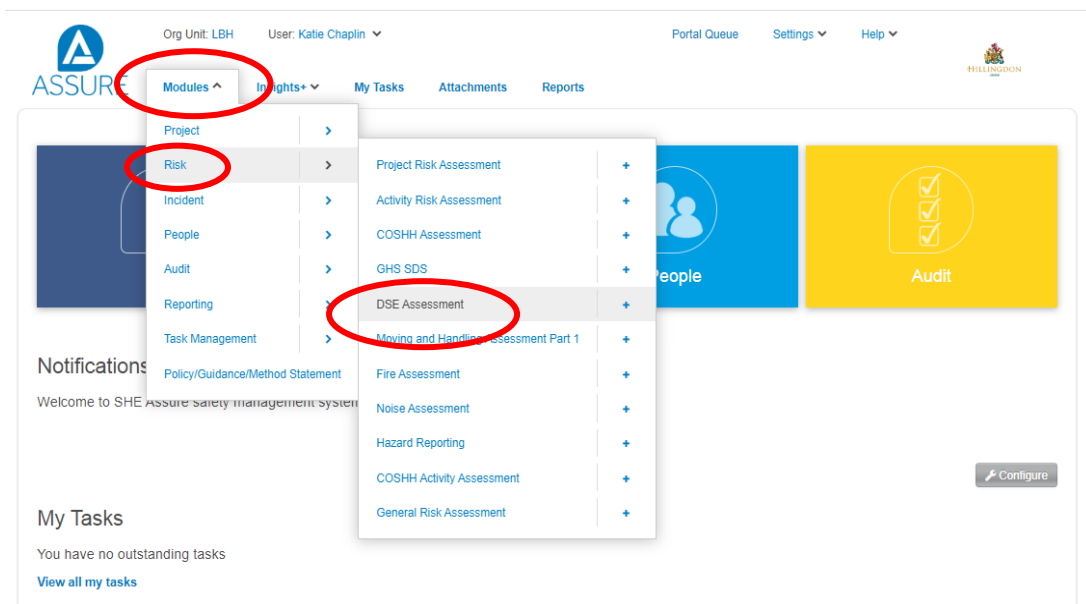 Org Unit: LBH User: Katie Chaplin Portal Queue Settings Help
ASSURE
HILLINGDON
Modules Insights+ My Tasks Attachments Reports
Project
Risk
Incident
People
Audit
Reporting
Task Management
Policy/Guidance/Method Statement
Project Risk Assessment
Activity Risk Assessment
COSHH Assessment
GHS SDS
DSE Assessment
Moving and Handling Assessment Part 1
Fire Assessment
Noise Assessment
Hazard Reporting
COSHH Activity Assessment
General Risk Assessment
People
Audit
Notifications
Welcome to SHE Assure safety management system
Configure
My Tasks
You have no outstanding tasks
View all my tasks